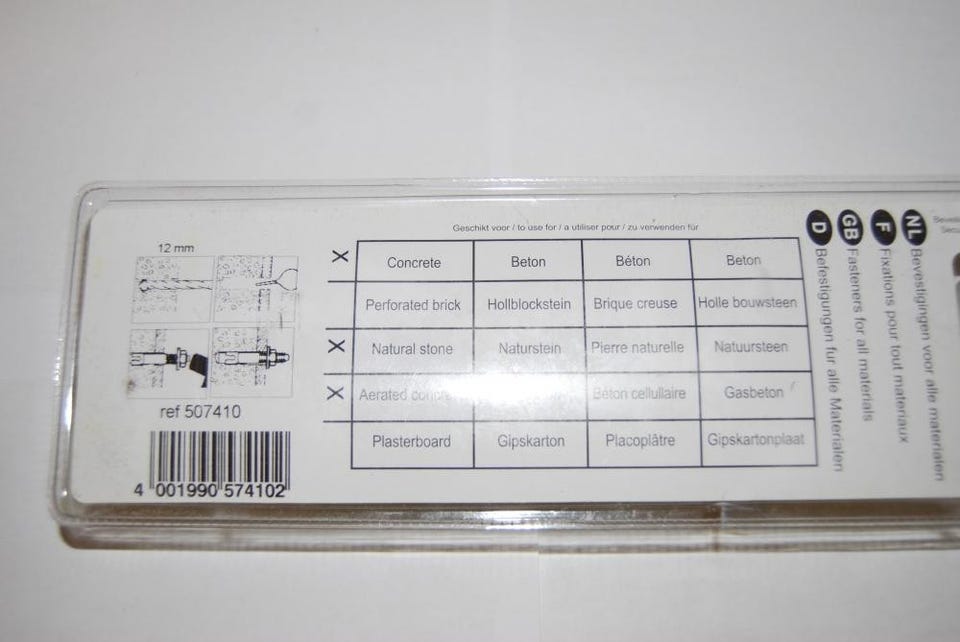 12 mm
ref 507410
4 001990 574102
Geschikt voor / to use for / a utiliser pour / zu verwenden für
X Concrete Beton Béton Beton
Perforated brick Hollblockstein Brique creuse Holle bouwsteen
X Natural stone Naturstein Pierre naturelle Natuursteen
X Aerated Béton cellullaire Gasbeton
Plasterboard Gipskarton Placoplâtre Gipskartonplaat
D Befestigungen fur alle Materialen
GB Fasteners for all materials
F Fixations pour tout materiaux
NL Bevestigingen voor alle materialen